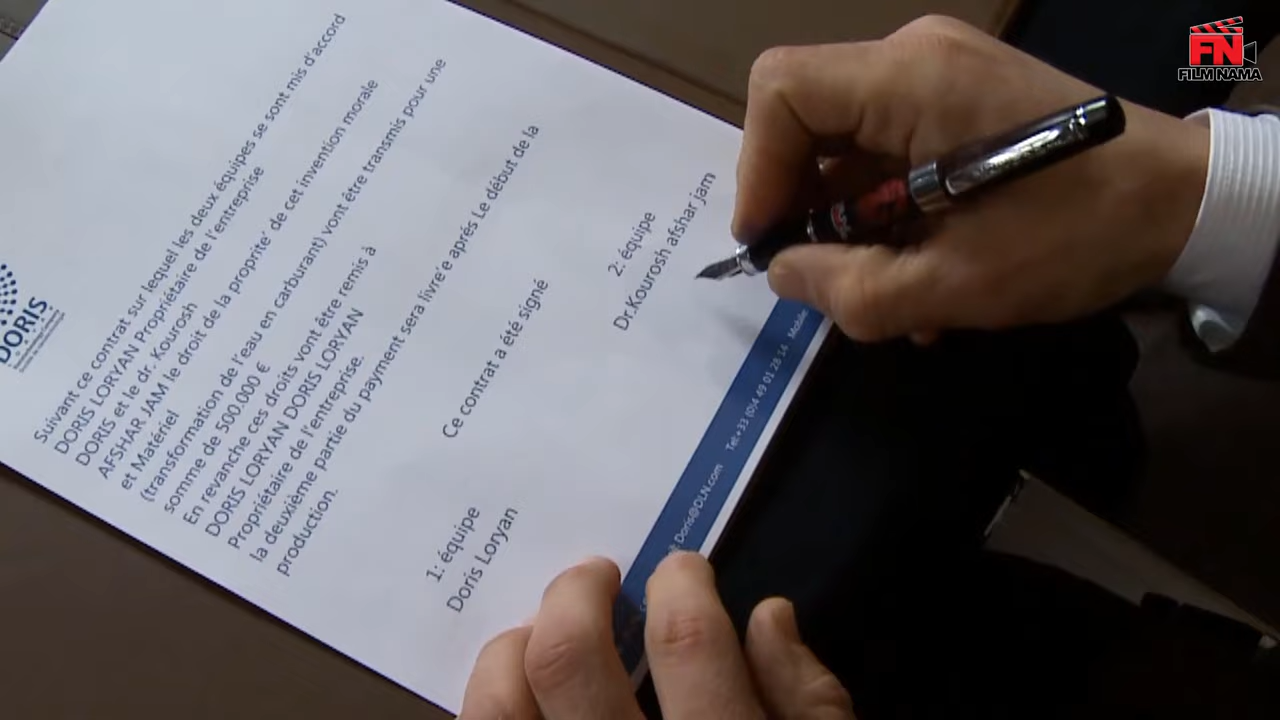 FN
FILM NAMA
DORIS
Suivant ce contrat sur lequel les deux équipes se sont mis d'accord
DORIS LORYAN Propriétaire de l'entreprise
DORIS et le dr. Kourosh
AFSHAR JAM le droit de la proprite' de cet invention morale
et Matériel
(transformation de l'eau en carburant) vont être transmis pour une
somme de 500.000 €
En revanche ces droits vont être remis à
DORIS LORYAN DORIS LORYAN
Propriétaire de l'entreprise.
la deuxième partie du payment sera livre'e aprés Le début de la
production.
Ce contrat a été signé
1: équipe
Doris Loryan
2: équipe
Dr.Kourosh afshar jam
Doris@DLN.com Tel:+33 (0)4 49 01 28 14 Mobile: